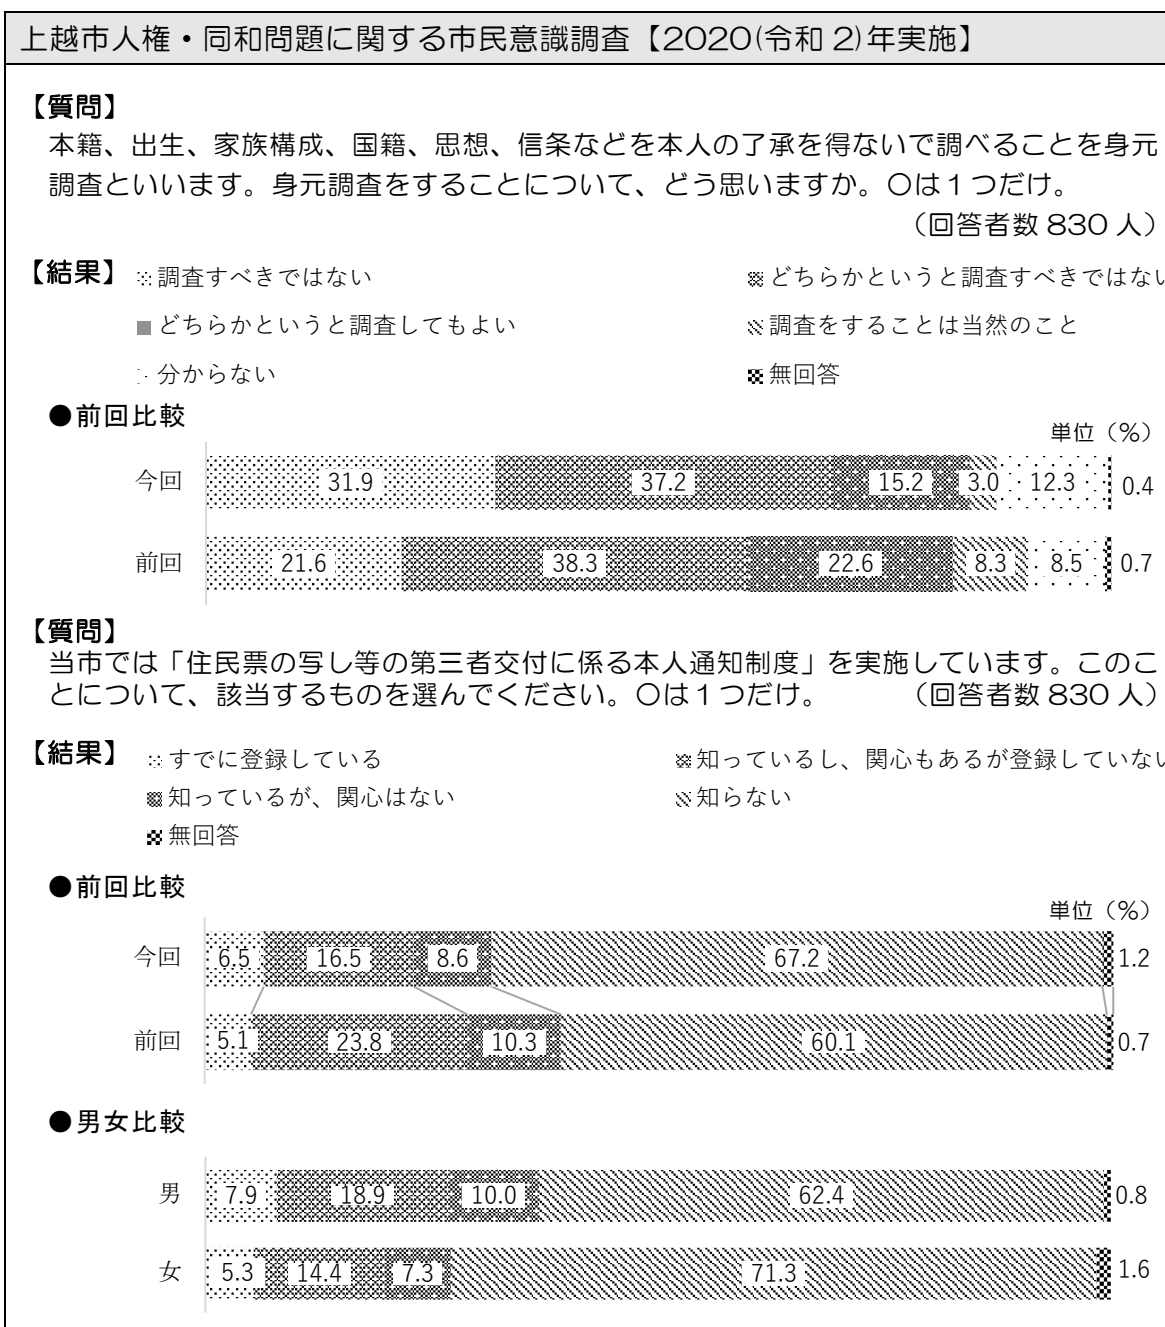 上越市人権・同和問題に関する市民意識調査【2020(令和 2)年実施】
【質問】
本籍、出生、家族構成、国籍、思想、信条などを本人の了承を得ないで調べることを身元
調査といいます。身元調査をすることについて、どう思いますか。〇は１つだけ。
（回答者数 830 人）
【結果】 調査すべきではない どちらかというと調査すべきではない
どちらかというと調査してもよい 調査をすることは当然のこと
分からない 無回答
●前回比較
単位（%）
今回 31.9 37.2 15.2 3.0 12.3 0.4
前回 21.6 38.3 22.6 8.3 8.5 0.7
【質問】
当市では「住民票の写し等の第三者交付に係る本人通知制度」を実施しています。このこ
とについて、該当するものを選んでください。〇は１つだけ。 （回答者数 830 人）
【結果】 すでに登録している 知っているし、関心もあるが登録していない
知っているが、関心はない 知らない
無回答
●前回比較
単位（%）
今回 6.5 16.5 8.6 67.2 1.2
前回 5.1 23.8 10.3 60.1 0.7
●男女比較
男 7.9 18.9 10.0 62.4 0.8
女 5.3 14.4 7.3 71.3 1.6